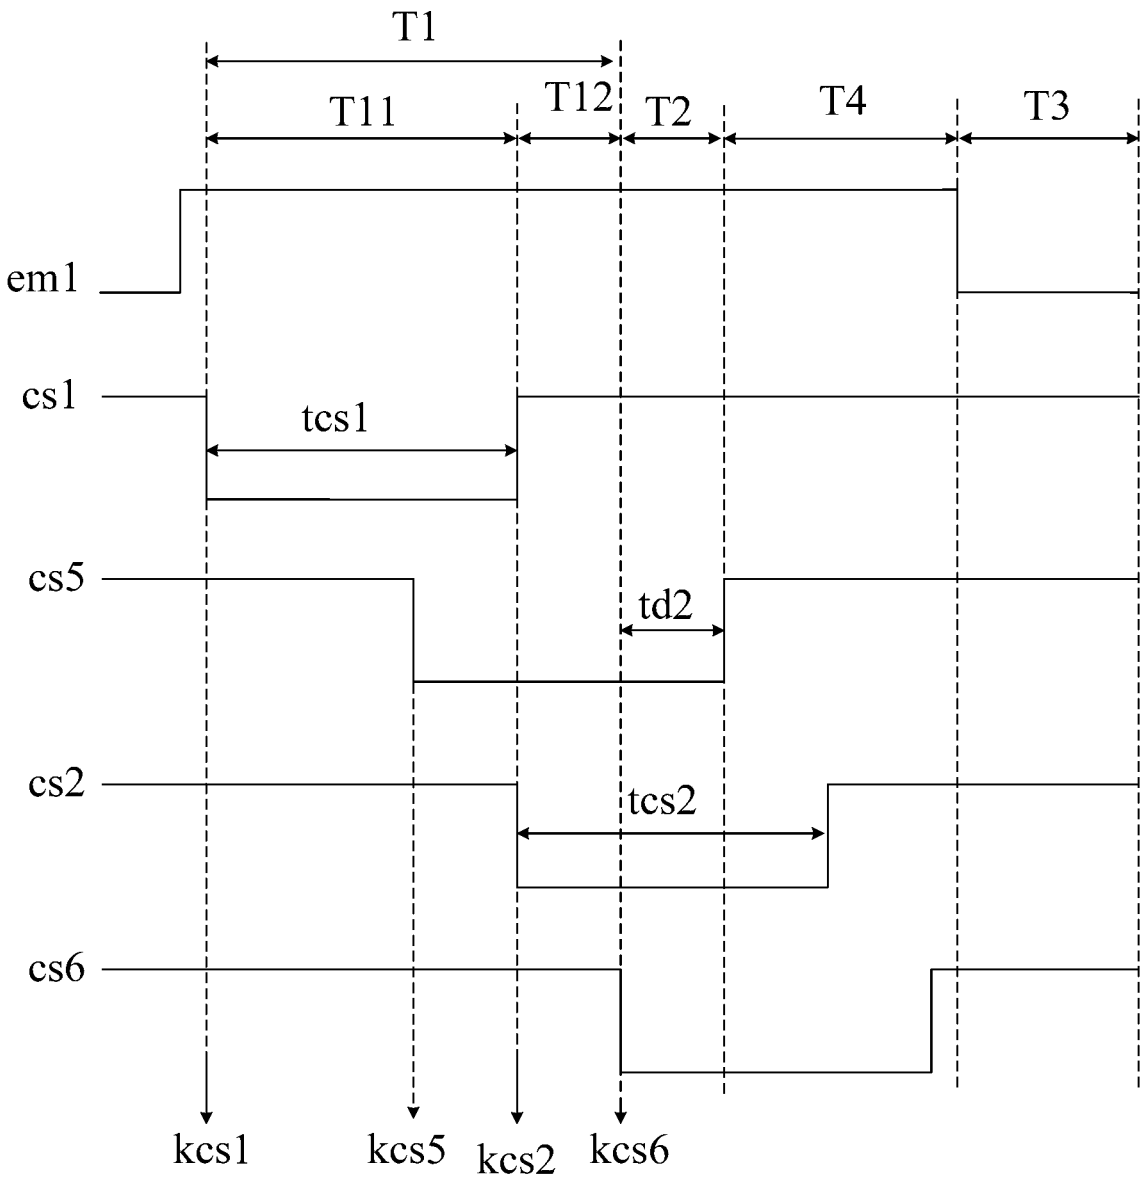 T1
T11 T12 T2 T4 T3
em1
cs1
tcs1
cs5
td2
cs2
tcs2
cs6
kcs1 kcs5 kcs2 kcs6